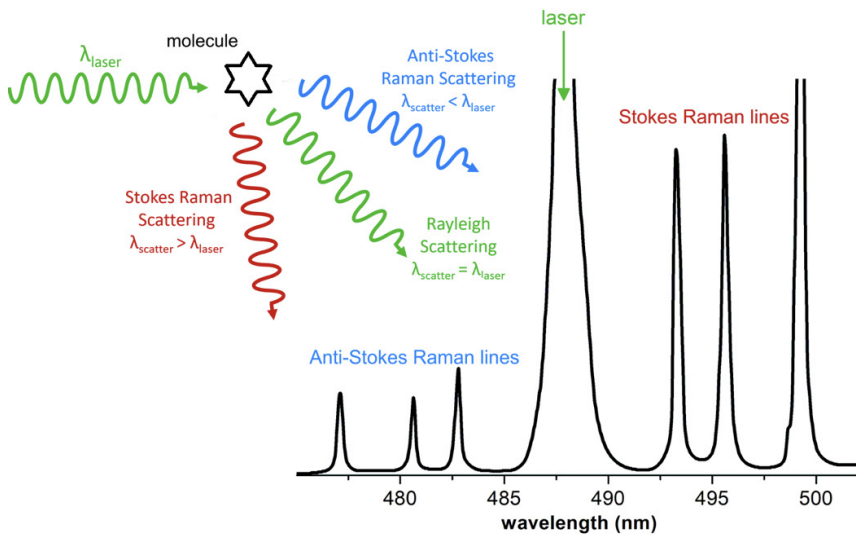 molecule
λlaser
Anti-Stokes
Raman Scattering
λscatter < λlaser
laser
Stokes Raman lines
Stokes Raman
Scattering
λscatter > λlaser
Rayleigh
Scattering
λscatter = λlaser
Anti-Stokes Raman lines
480
485
490
495
500
wavelength (nm)